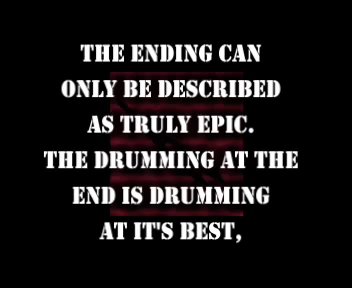 THE ENDING CAN
ONLY BE DESCRIBED
AS TRULY EPIC.
THE DRUMMING AT THE
END IS DRUMMING
AT IT'S BEST,